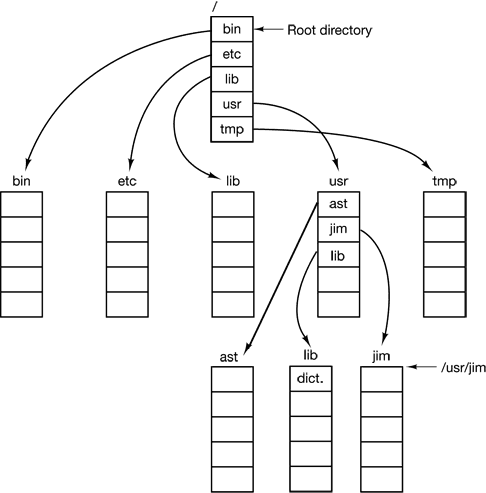 /
bin
Root directory
etc
lib
usr
tmp
bin
etc
lib
usr
tmp
ast
jim
lib
ast
lib
jim
dict.
/usr/jim